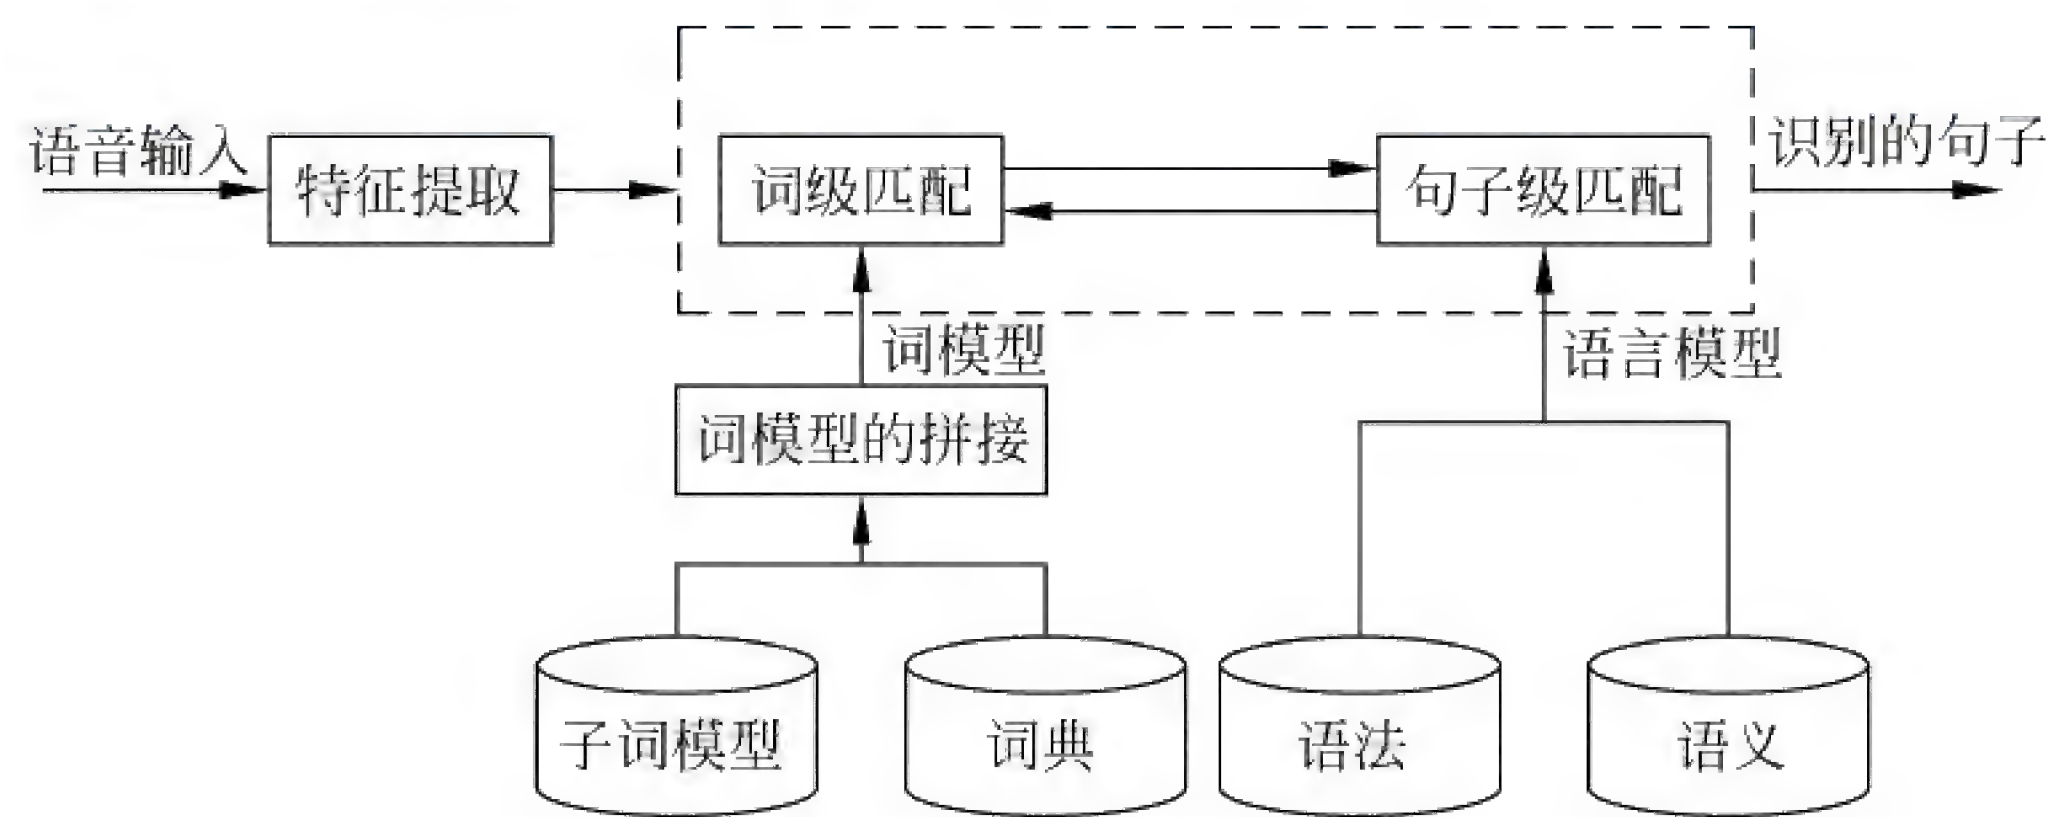 语音输入
特征提取
词级匹配
句子级匹配
识别的句子
词模型
语言模型
词模型的拼接
子词模型
词典
语法
语义